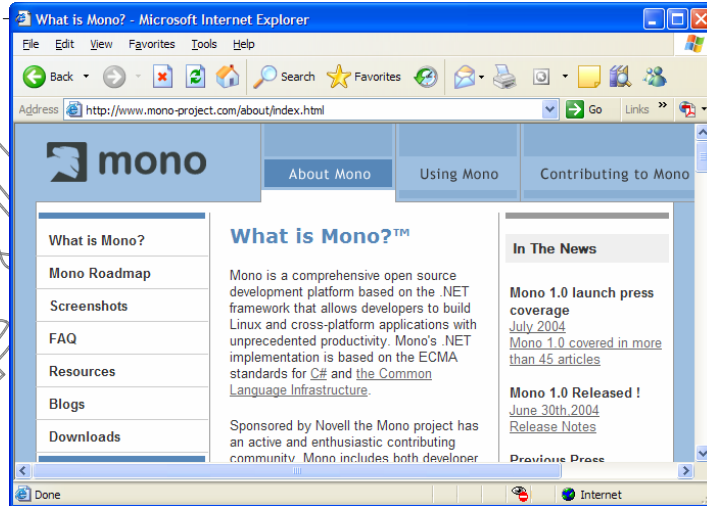 What is Mono? - Microsoft Internet Explorer
File Edit View Favorites Tools Help
Back Search Favorites
Address http://www.mono-project.com/about/index.html Go Links »
mono
About Mono Using Mono Contributing to Mono
What is Mono?
Mono Roadmap
Screenshots
FAQ
Resources
Blogs
Downloads
What is Mono?™
Mono is a comprehensive open source
development platform based on the .NET
framework that allows developers to build
Linux and cross-platform applications with
unprecedented productivity. Mono's .NET
implementation is based on the ECMA
standards for C# and the Common
Language Infrastructure.
Sponsored by Novell the Mono project has
an active and enthusiastic contributing
community. Mono includes both developer
In The News
Mono 1.0 launch press
coverage
July 2004
Mono 1.0 covered in more
than 45 articles
Mono 1.0 Released !
June 30th,2004
Release Notes
Previous Press
Done Internet